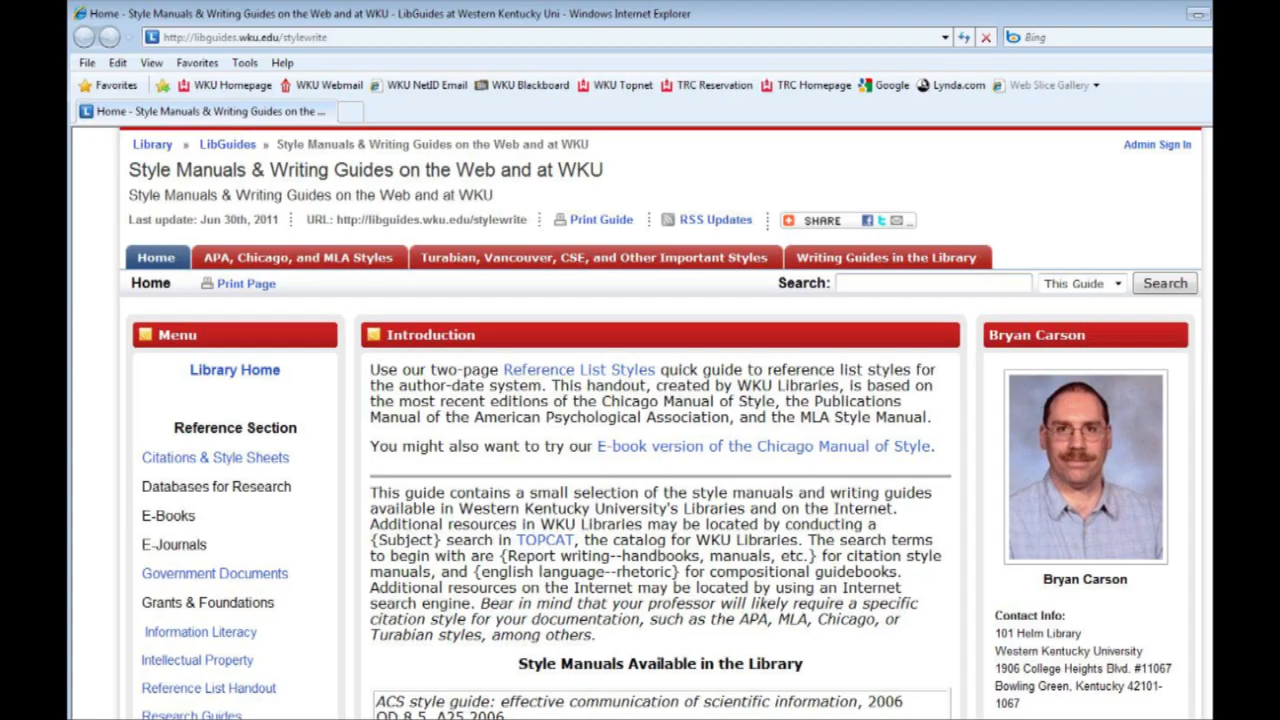 Home - Style Manuals & Writing Guides on the Web and at WKU - LibGuides at Western Kentucky Uni - Windows Internet Explorer
http://libguides.wku.edu/stylewrite
Bing
File Edit View Favorites Tools Help
Favorites WKU Homepage WKU Webmail WKU NetID Email WKU Blackboard WKU Topnet TRC Reservation TRC Homepage Google Lynda.com Web Slice Gallery
Home - Style Manuals & Writing Guides on the ...
Library » LibGuides » Style Manuals & Writing Guides on the Web and at WKU
Admin Sign In
Style Manuals & Writing Guides on the Web and at WKU
Style Manuals & Writing Guides on the Web and at WKU
Last update: Jun 30th, 2011 URL: http://libguides.wku.edu/stylewrite Print Guide RSS Updates SHARE
Home APA, Chicago, and MLA Styles Turabian, Vancouver, CSE, and Other Important Styles Writing Guides in the Library
Home Print Page Search: This Guide Search
Menu
Library Home
Reference Section
Citations & Style Sheets
Databases for Research
E-Books
E-Journals
Government Documents
Grants & Foundations
Information Literacy
Intellectual Property
Reference List Handout
Research Guides
Introduction
Use our two-page Reference List Styles quick guide to reference list styles for
the author-date system. This handout, created by WKU Libraries, is based on
the most recent editions of the Chicago Manual of Style, the Publications
Manual of the American Psychological Association, and the MLA Style Manual.
You might also want to try our E-book version of the Chicago Manual of Style.
This guide contains a small selection of the style manuals and writing guides
available in Western Kentucky University's Libraries and on the Internet.
Additional resources in WKU Libraries may be located by conducting a
{Subject} search in TOPCAT, the catalog for WKU Libraries. The search terms
to begin with are {Report writing--handbooks, manuals, etc.} for citation style
manuals, and {english language--rhetoric} for compositional guidebooks.
Additional resources on the Internet may be located by using an Internet
search engine. Bear in mind that your professor will likely require a specific
citation style for your documentation, such as the APA, MLA, Chicago, or
Turabian styles, among others.
Style Manuals Available in the Library
ACS style guide: effective communication of scientific information, 2006
QD 8.5 .A25 2006
Bryan Carson
Bryan Carson
Contact Info:
101 Helm Library
Western Kentucky University
1906 College Heights Blvd. #11067
Bowling Green, Kentucky 42101-
1067